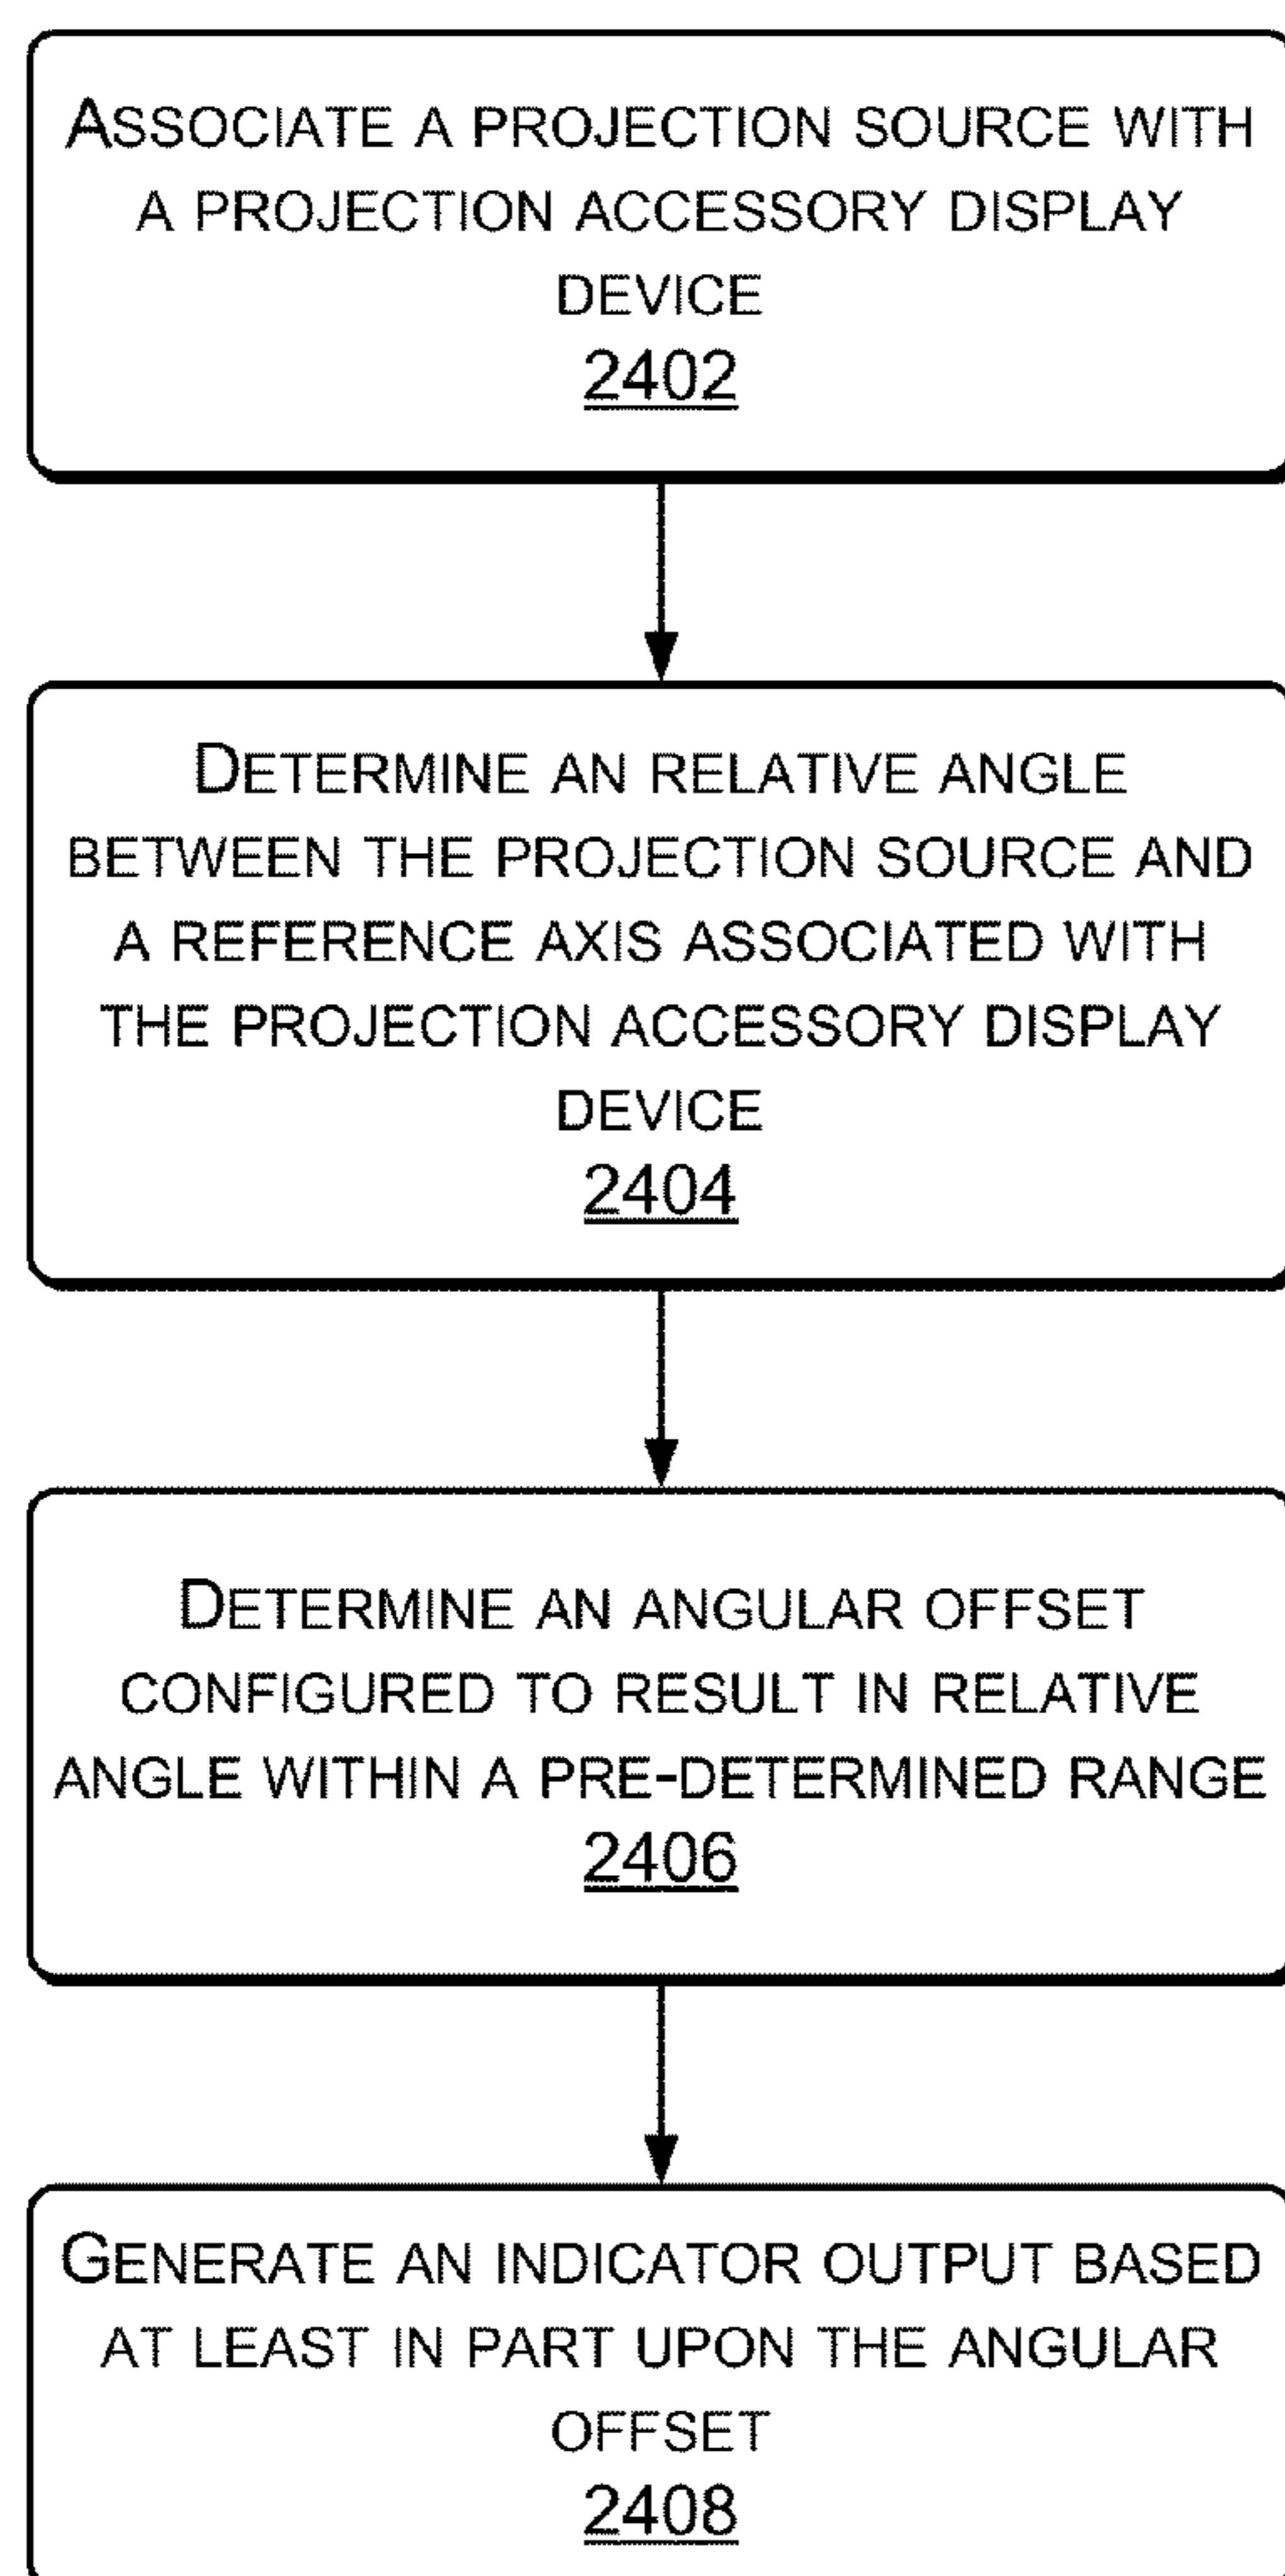 ASSOCIATE A PROJECTION SOURCE WITH
A PROJECTION ACCESSORY DISPLAY
DEVICE
2402
DETERMINE AN RELATIVE ANGLE
BETWEEN THE PROJECTION SOURCE AND
A REFERENCE AXIS ASSOCIATED WITH
THE PROJECTION ACCESSORY DISPLAY
DEVICE
2404
DETERMINE AN ANGULAR OFFSET
CONFIGURED TO RESULT IN RELATIVE
ANGLE WITHIN A PRE-DETERMINED RANGE
2406
GENERATE AN INDICATOR OUTPUT BASED
AT LEAST IN PART UPON THE ANGULAR
OFFSET
2408